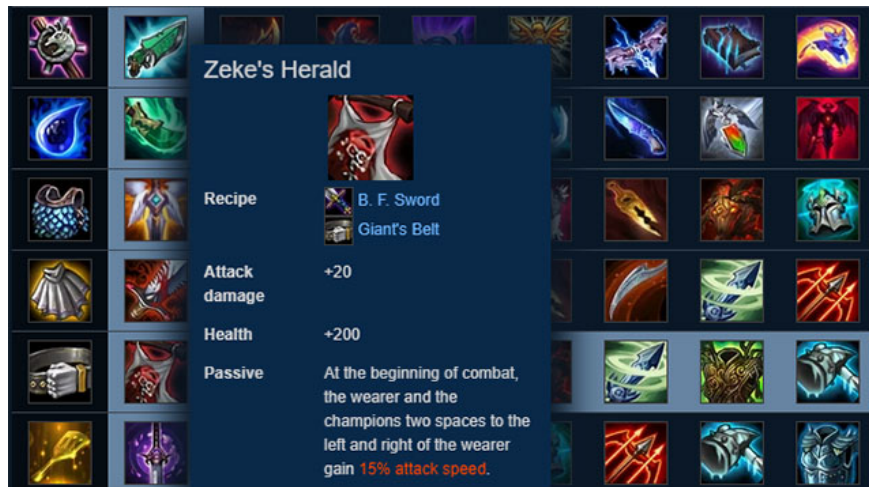 Zeke's Herald
Recipe
B. F. Sword
Giant's Belt
Attack damage
+20
Health
+200
Passive
At the beginning of combat,
the wearer and the
champions two spaces to the
left and right of the wearer
gain 15% attack speed.